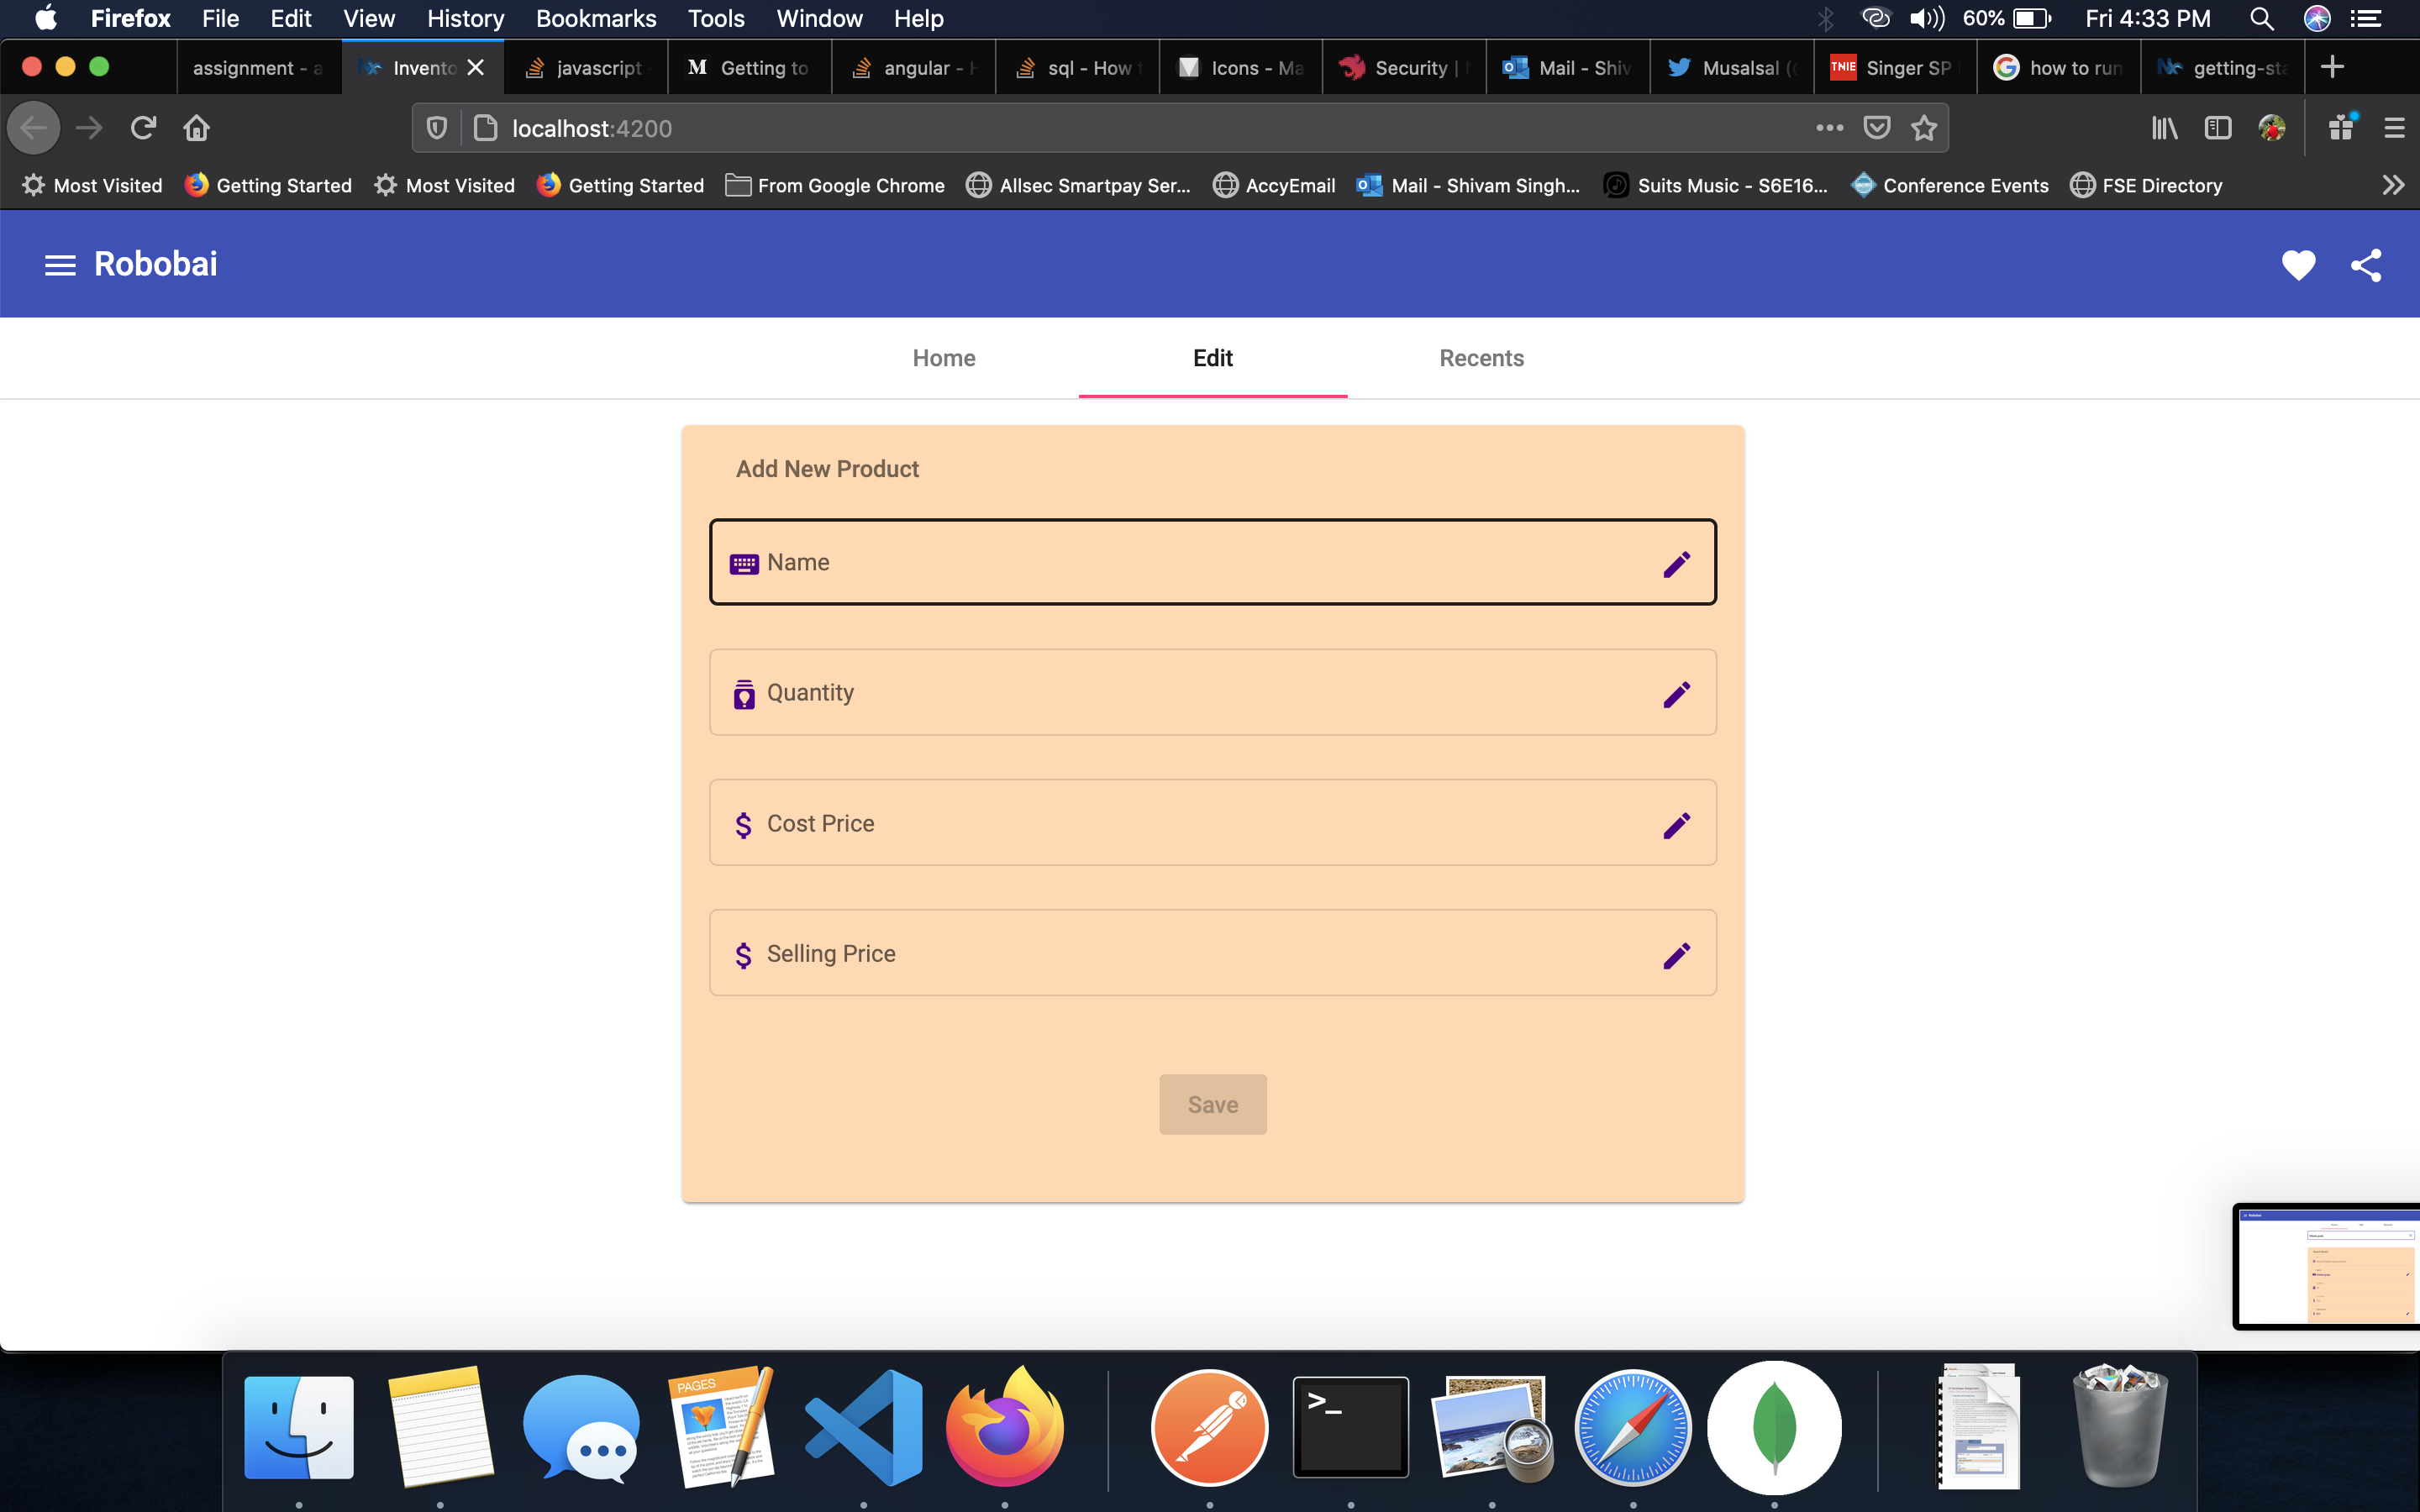 Firefox File Edit View History Bookmarks Tools Window Help 60% Fri 4:33 PM
assignment - a Invento javascript - M Getting to angular - H sql - How t Icons - Ma Security | Mail - Shiv Musalsal ( TNIE Singer SP how to run getting-sta
localhost:4200
Most Visited Getting Started Most Visited Getting Started From Google Chrome Allsec Smartpay Ser... AccyEmail Mail - Shivam Singh... Suits Music - S6E16... Conference Events FSE Directory
Robobai
Home Edit Recents
Add New Product
Name
Quantity
$ Cost Price
$ Selling Price
Save
Robobai
PAGES
>_